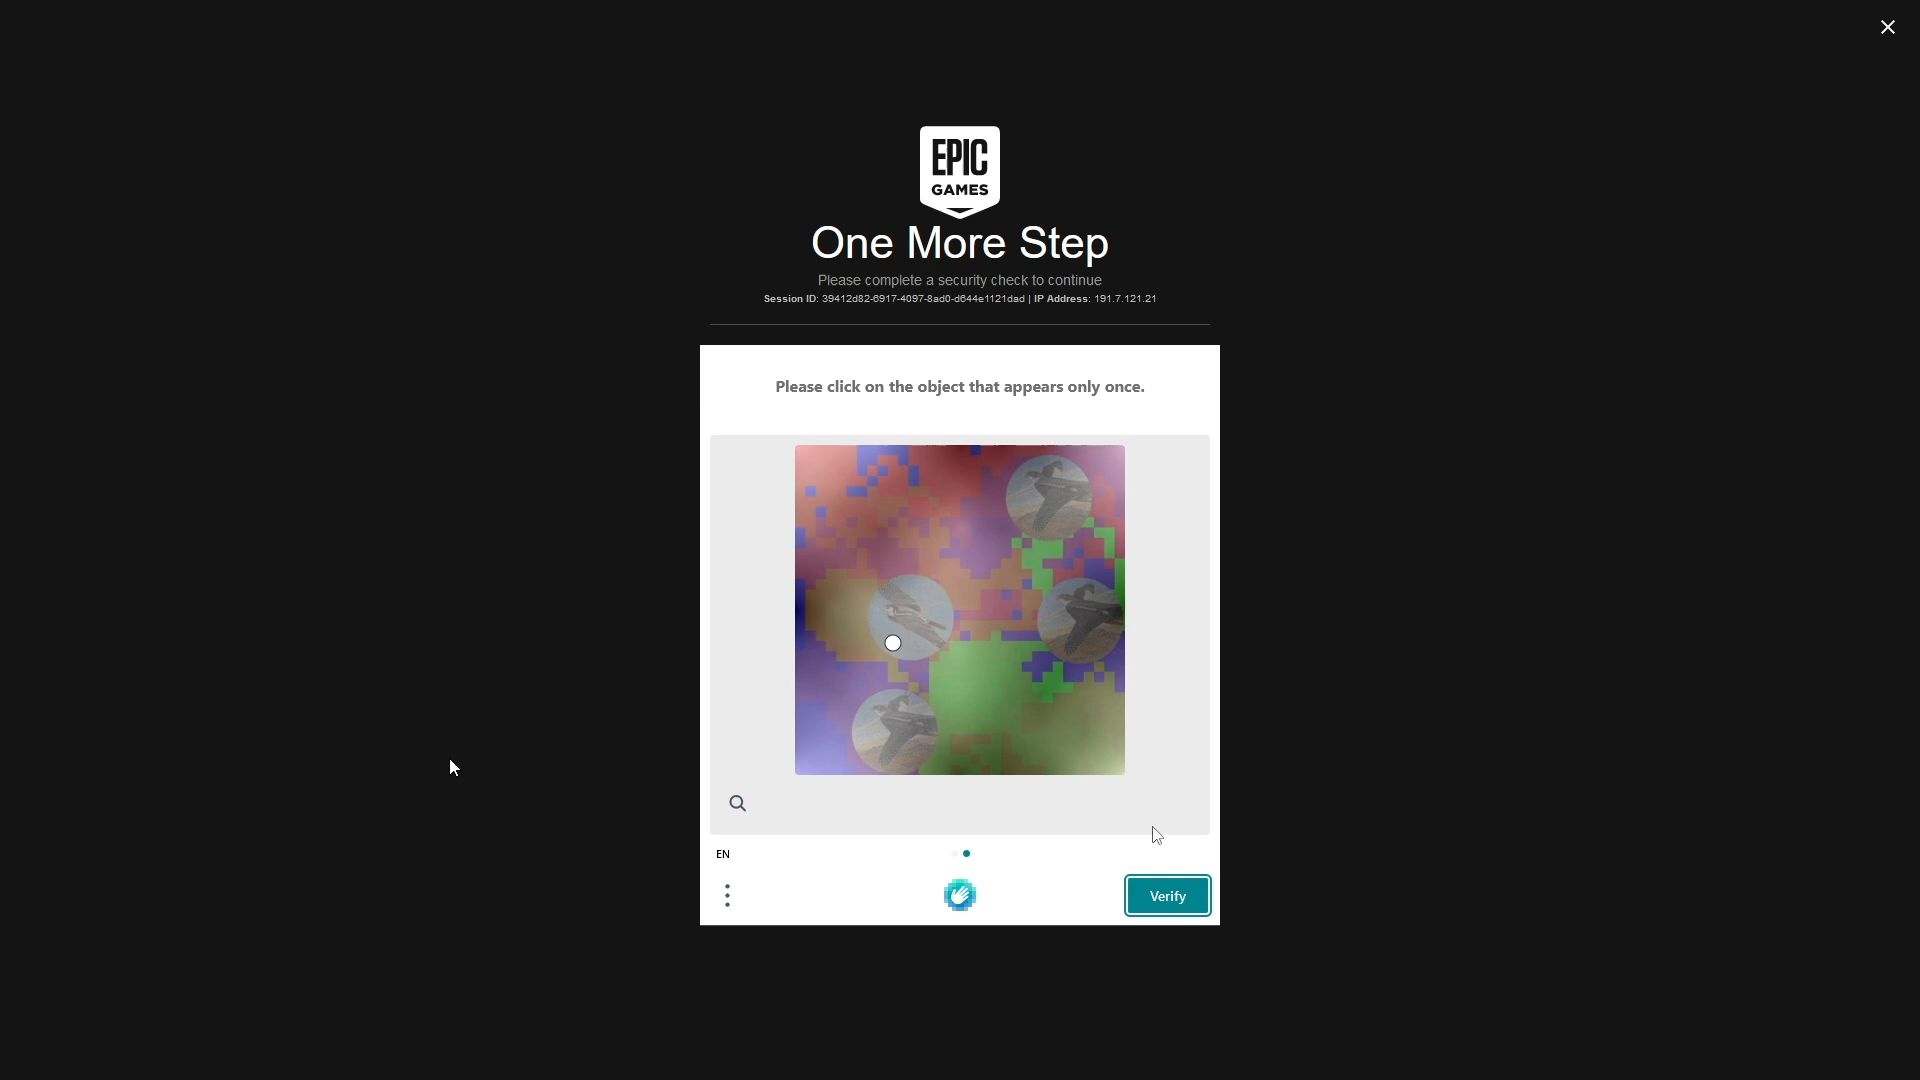 EPIC
GAMES
One More Step
Please complete a security check to continue
Session ID: 39412d82-6917-4097-8ad0-d644e1121dad | IP Address: 191.7.121.21
Please click on the object that appears only once.
EN
Verify